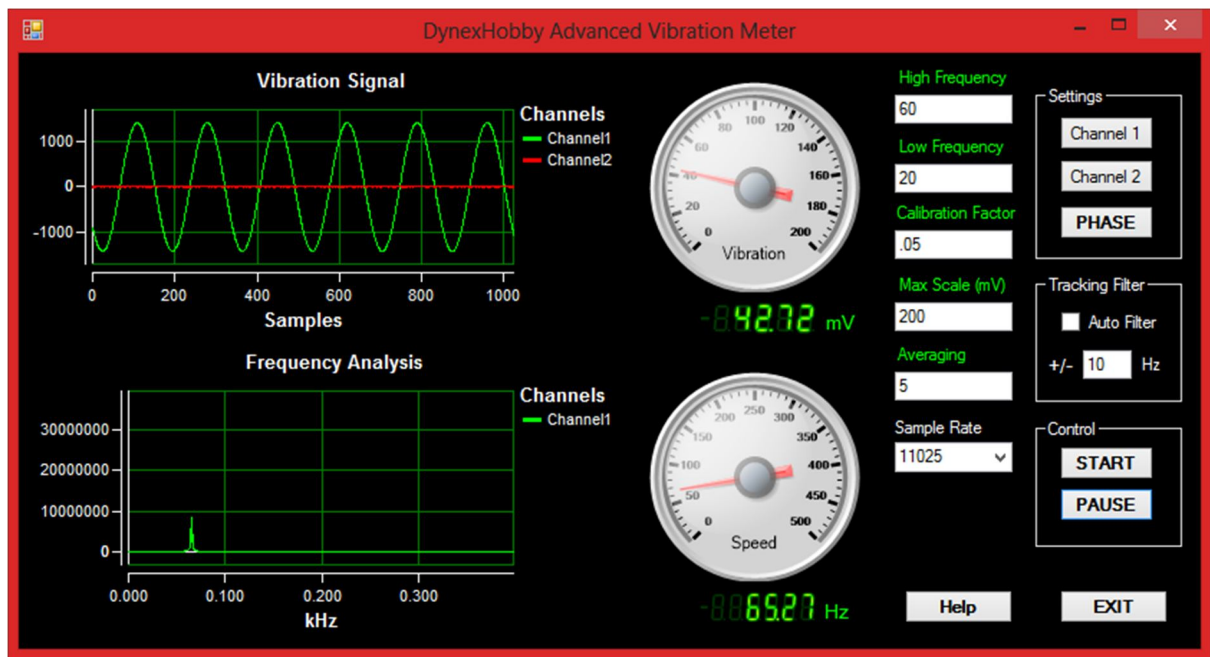 DynexHobby Advanced Vibration Meter
Vibration Signal
1000
0
-1000
0 200 400 600 800 1000
Samples
Channels
Channel1
Channel2
Frequency Analysis
30000000
20000000
10000000
0
0.000 0.100 0.200 0.300
kHz
Channels
Channel1
0 20 40 60 80 100 120 140 160 180 200
Vibration
42.72 mV
0 50 100 150 200 250 300 350 400 450 500
Speed
65.27 Hz
High Frequency
60
Low Frequency
20
Calibration Factor
.05
Max Scale (mV)
200
Averaging
5
Sample Rate
11025
Help
Settings
Channel 1
Channel 2
PHASE
Tracking Filter
Auto Filter
+/- 10 Hz
Control
START
PAUSE
EXIT